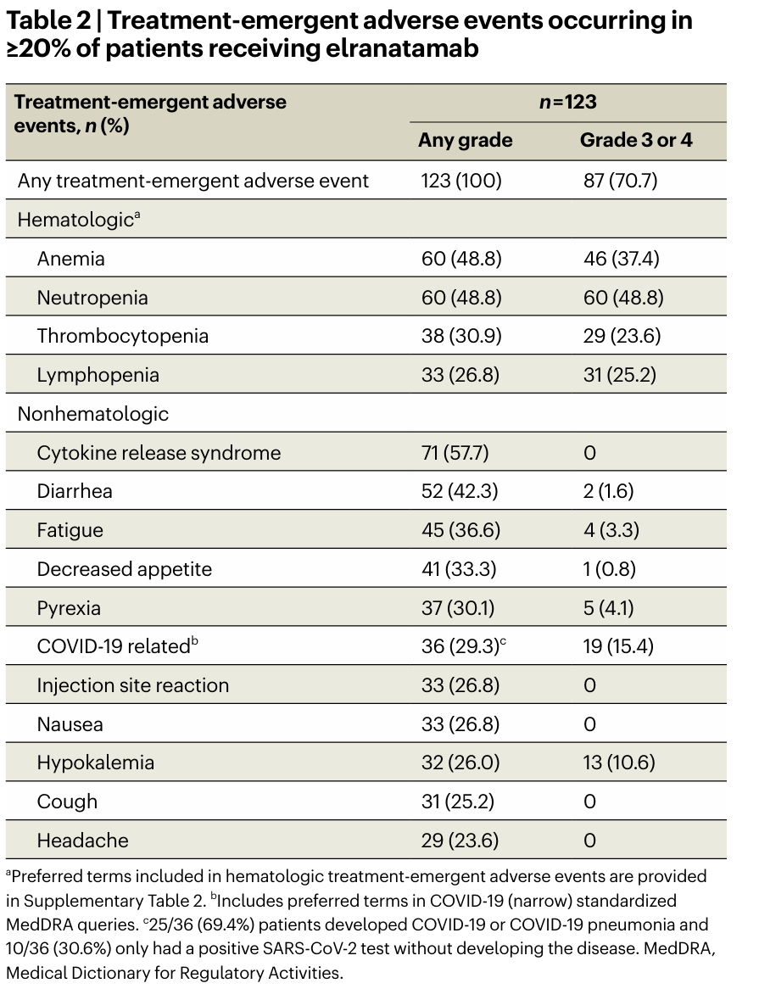 Table 2 | Treatment-emergent adverse events occurring in
≥20% of patients receiving elranatamab
Treatment-emergent adverse events, n (%) n=123
Any grade Grade 3 or 4
Any treatment-emergent adverse event 123 (100) 87 (70.7)
Hematologicᵃ
Anemia 60 (48.8) 46 (37.4)
Neutropenia 60 (48.8) 60 (48.8)
Thrombocytopenia 38 (30.9) 29 (23.6)
Lymphopenia 33 (26.8) 31 (25.2)
Nonhematologic
Cytokine release syndrome 71 (57.7) 0
Diarrhea 52 (42.3) 2 (1.6)
Fatigue 45 (36.6) 4 (3.3)
Decreased appetite 41 (33.3) 1 (0.8)
Pyrexia 37 (30.1) 5 (4.1)
COVID-19 relatedᵇ 36 (29.3)ᶜ 19 (15.4)
Injection site reaction 33 (26.8) 0
Nausea 33 (26.8) 0
Hypokalemia 32 (26.0) 13 (10.6)
Cough 31 (25.2) 0
Headache 29 (23.6) 0
ᵃPreferred terms included in hematologic treatment-emergent adverse events are provided
in Supplementary Table 2. ᵇIncludes preferred terms in COVID-19 (narrow) standardized
MedDRA queries. ᶜ25/36 (69.4%) patients developed COVID-19 or COVID-19 pneumonia and
10/36 (30.6%) only had a positive SARS-CoV-2 test without developing the disease. MedDRA,
Medical Dictionary for Regulatory Activities.